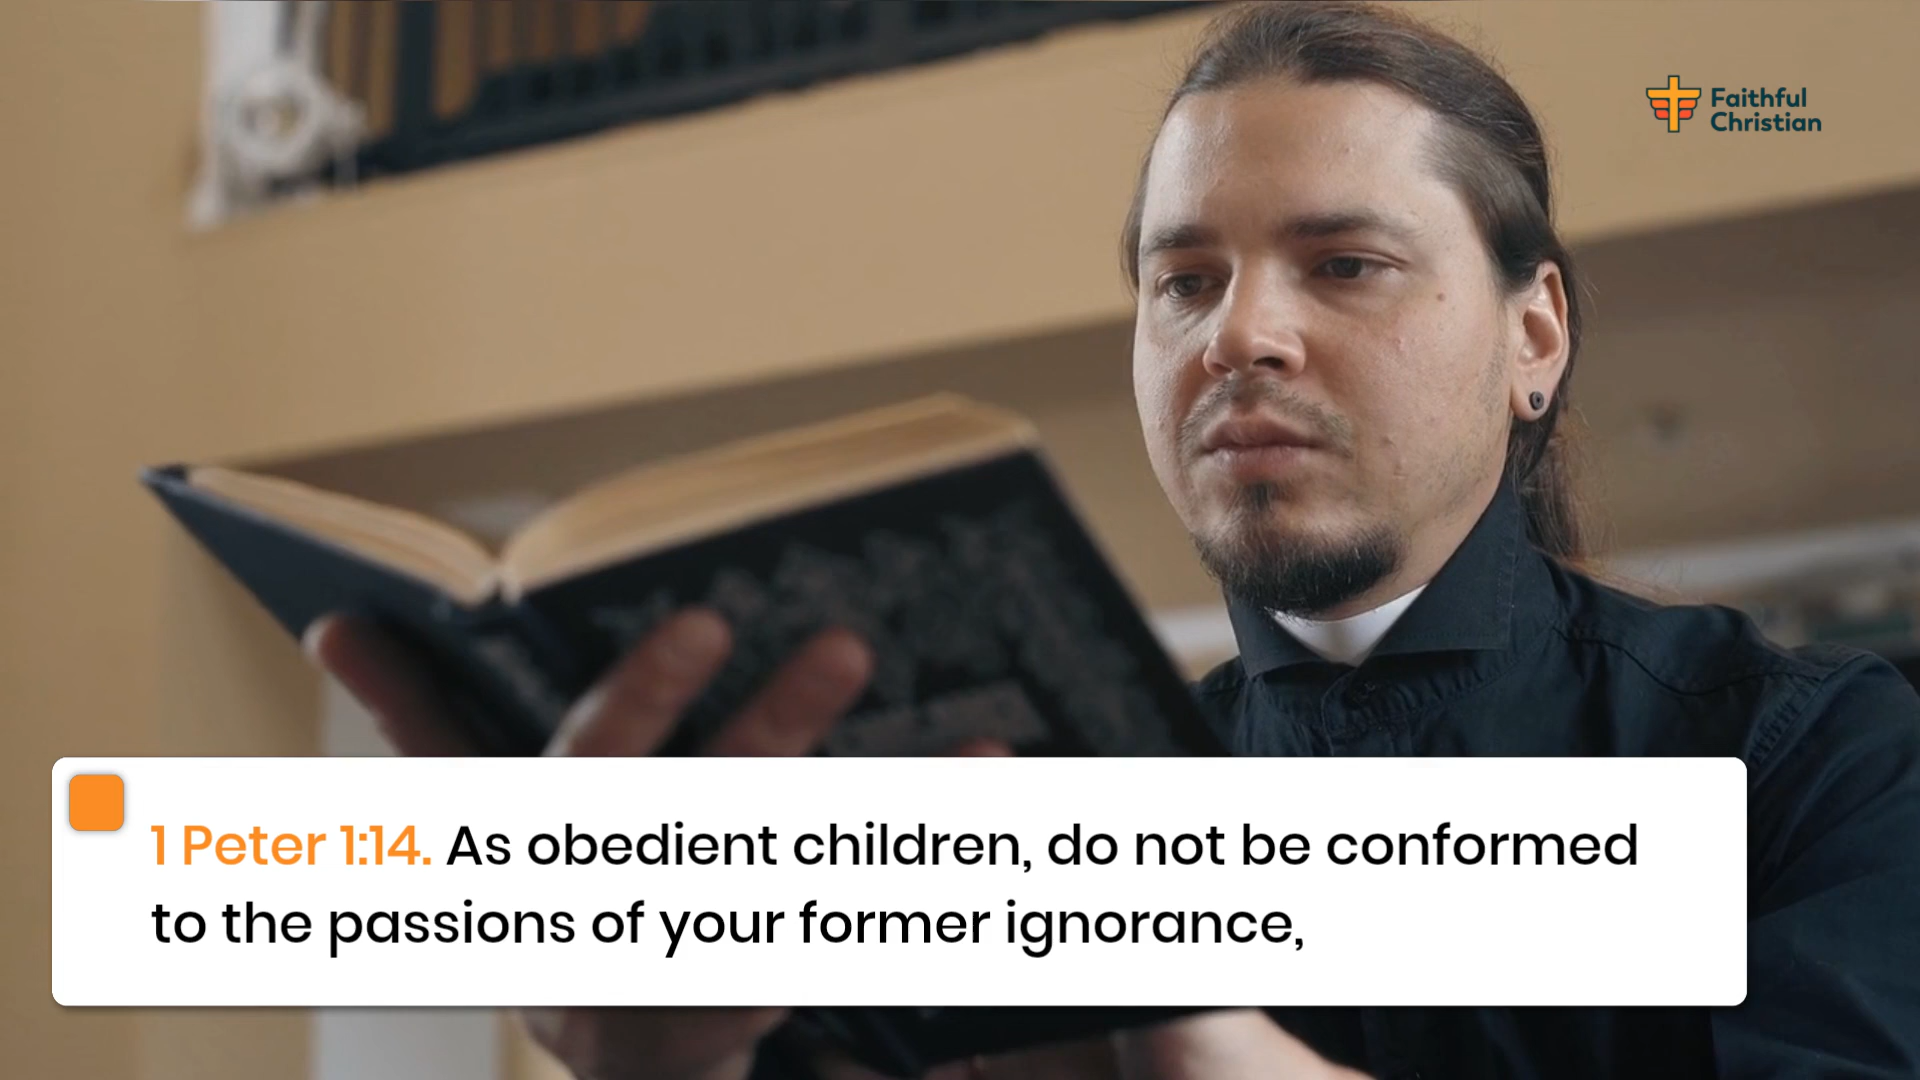 Faithful
Christian
1 Peter 1:14. As obedient children, do not be conformed
to the passions of your former ignorance,